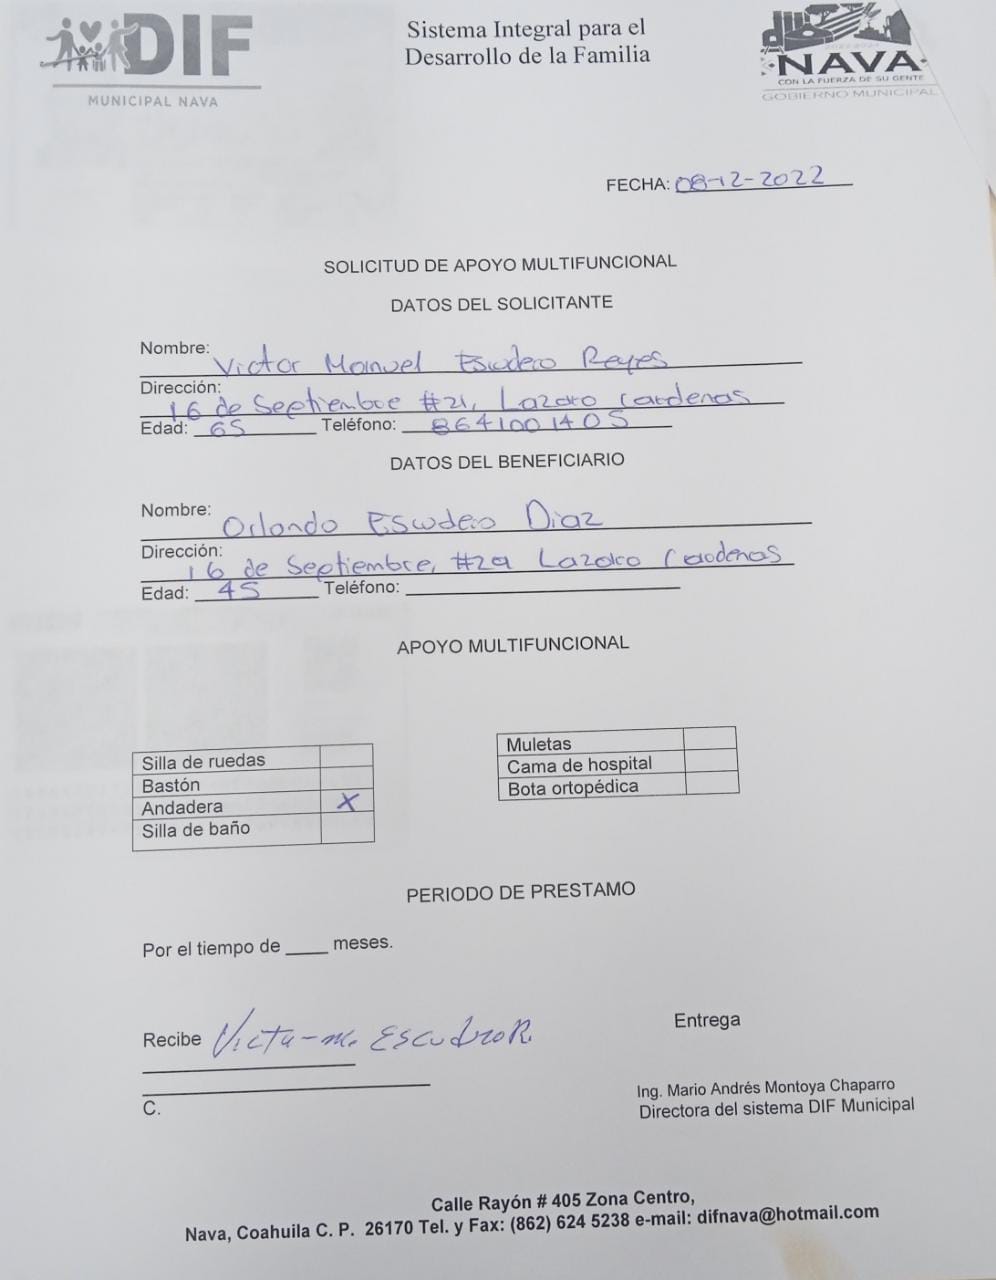 DIF
MUNICIPAL NAVA
Sistema Integral para el
Desarrollo de la Familia
NAVA
CON LA FUERZA DE SU GENTE
GOBIERNO MUNICIPAL
FECHA: 08-12-2022
SOLICITUD DE APOYO MULTIFUNCIONAL
DATOS DEL SOLICITANTE
Nombre: Victor Manuel Escudero Reyes
Dirección: 16 de Septiembre #21, Lazaro Cardenas
Edad: 65 Teléfono: 8641001405
DATOS DEL BENEFICIARIO
Nombre: Orlando Escudero Diaz
Dirección: 16 de Septiembre, #29 Lazaro Cardenas
Edad: 45 Teléfono:
APOYO MULTIFUNCIONAL
Silla de ruedas
Bastón
Andadera X
Silla de baño
Muletas
Cama de hospital
Bota ortopédica
PERIODO DE PRESTAMO
Por el tiempo de ____ meses.
Recibe Victor-m. EscuderoR.
Entrega
C.
Ing. Mario Andrés Montoya Chaparro
Directora del sistema DIF Municipal
Calle Rayón # 405 Zona Centro,
Nava, Coahuila C. P. 26170 Tel. y Fax: (862) 624 5238 e-mail: difnava@hotmail.com